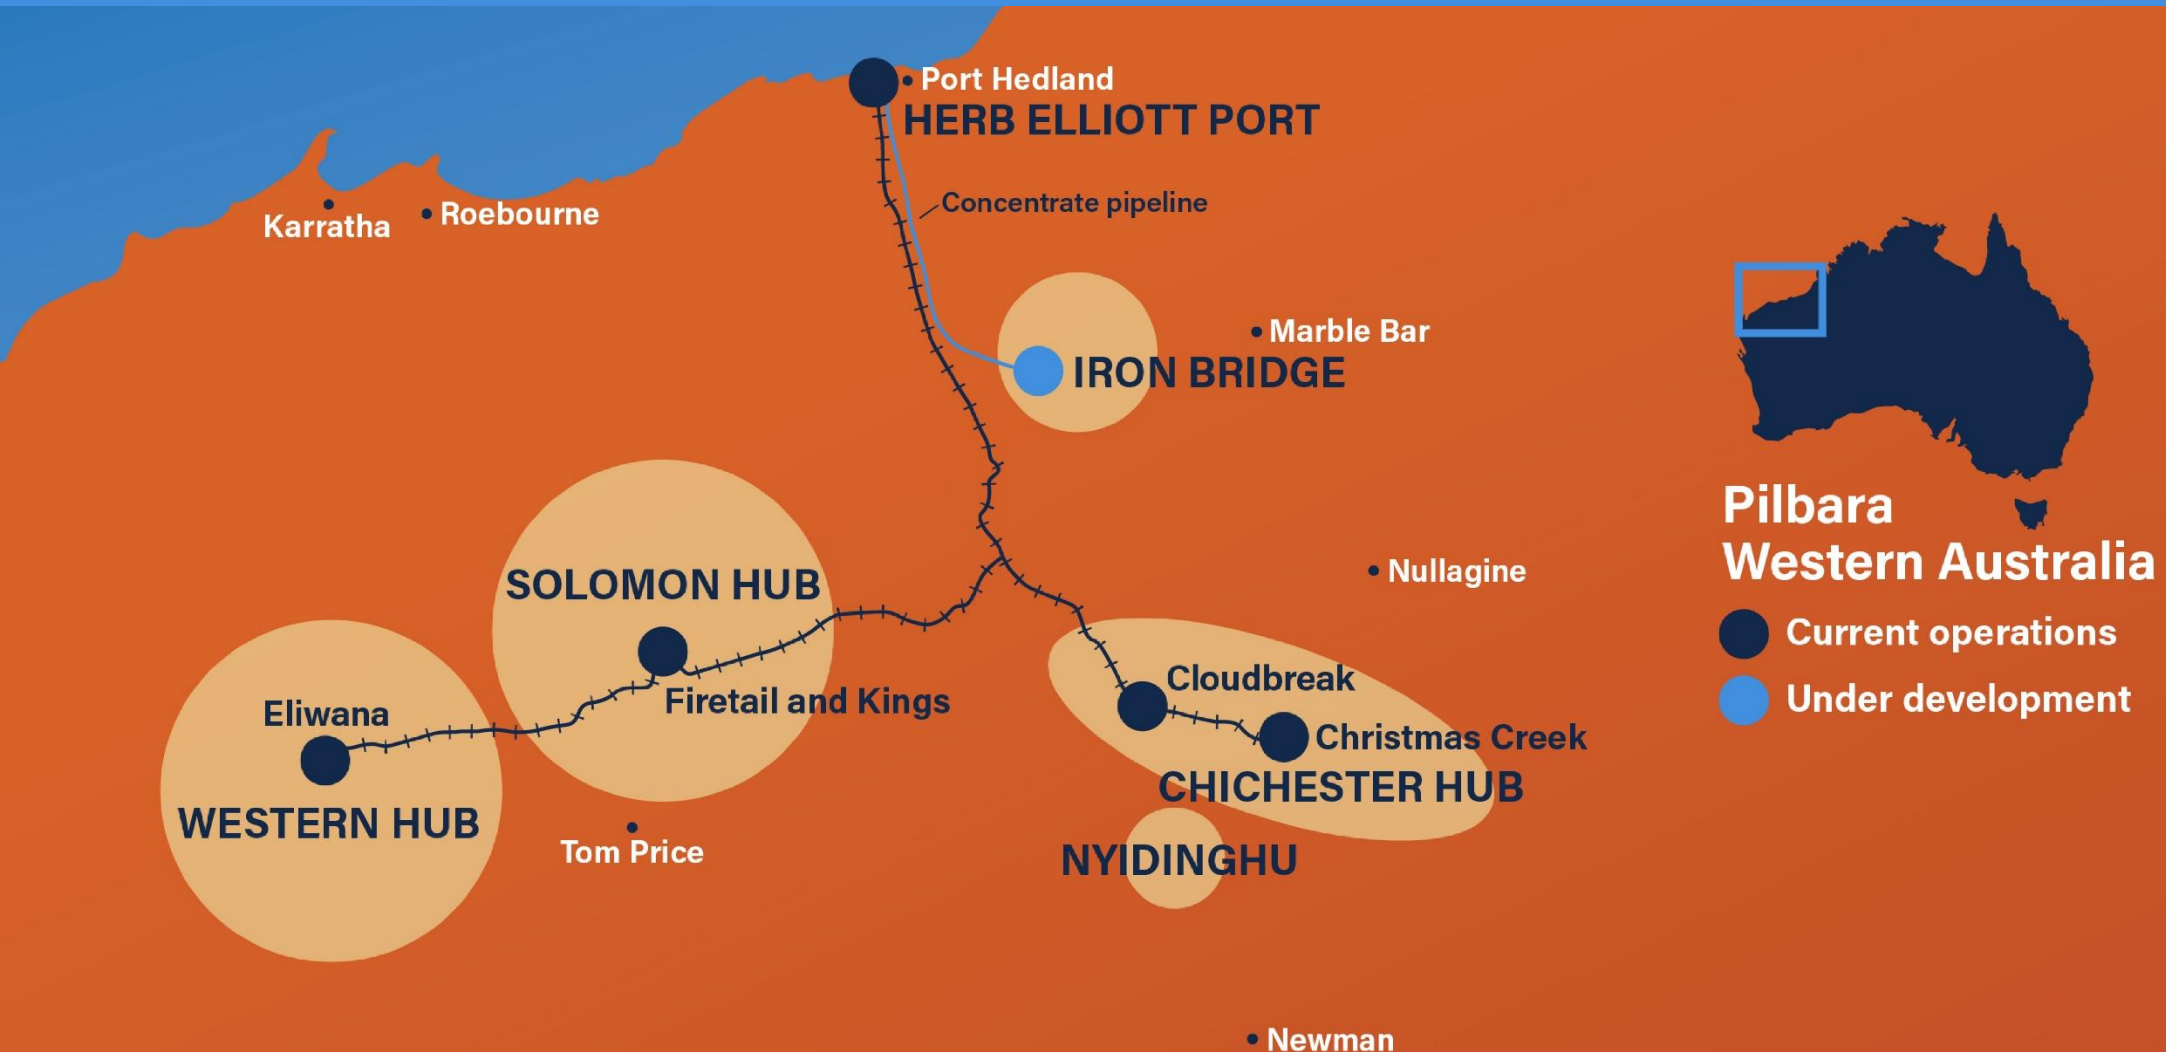 Port Hedland
HERB ELLIOTT PORT
Concentrate pipeline
Karratha
Roebourne
Marble Bar
IRON BRIDGE
SOLOMON HUB
Firetail and Kings
Eliwana
WESTERN HUB
Tom Price
Nullagine
Cloudbreak
Christmas Creek
CHICHESTER HUB
NYIDINGHU
Newman
Pilbara
Western Australia
Current operations
Under development